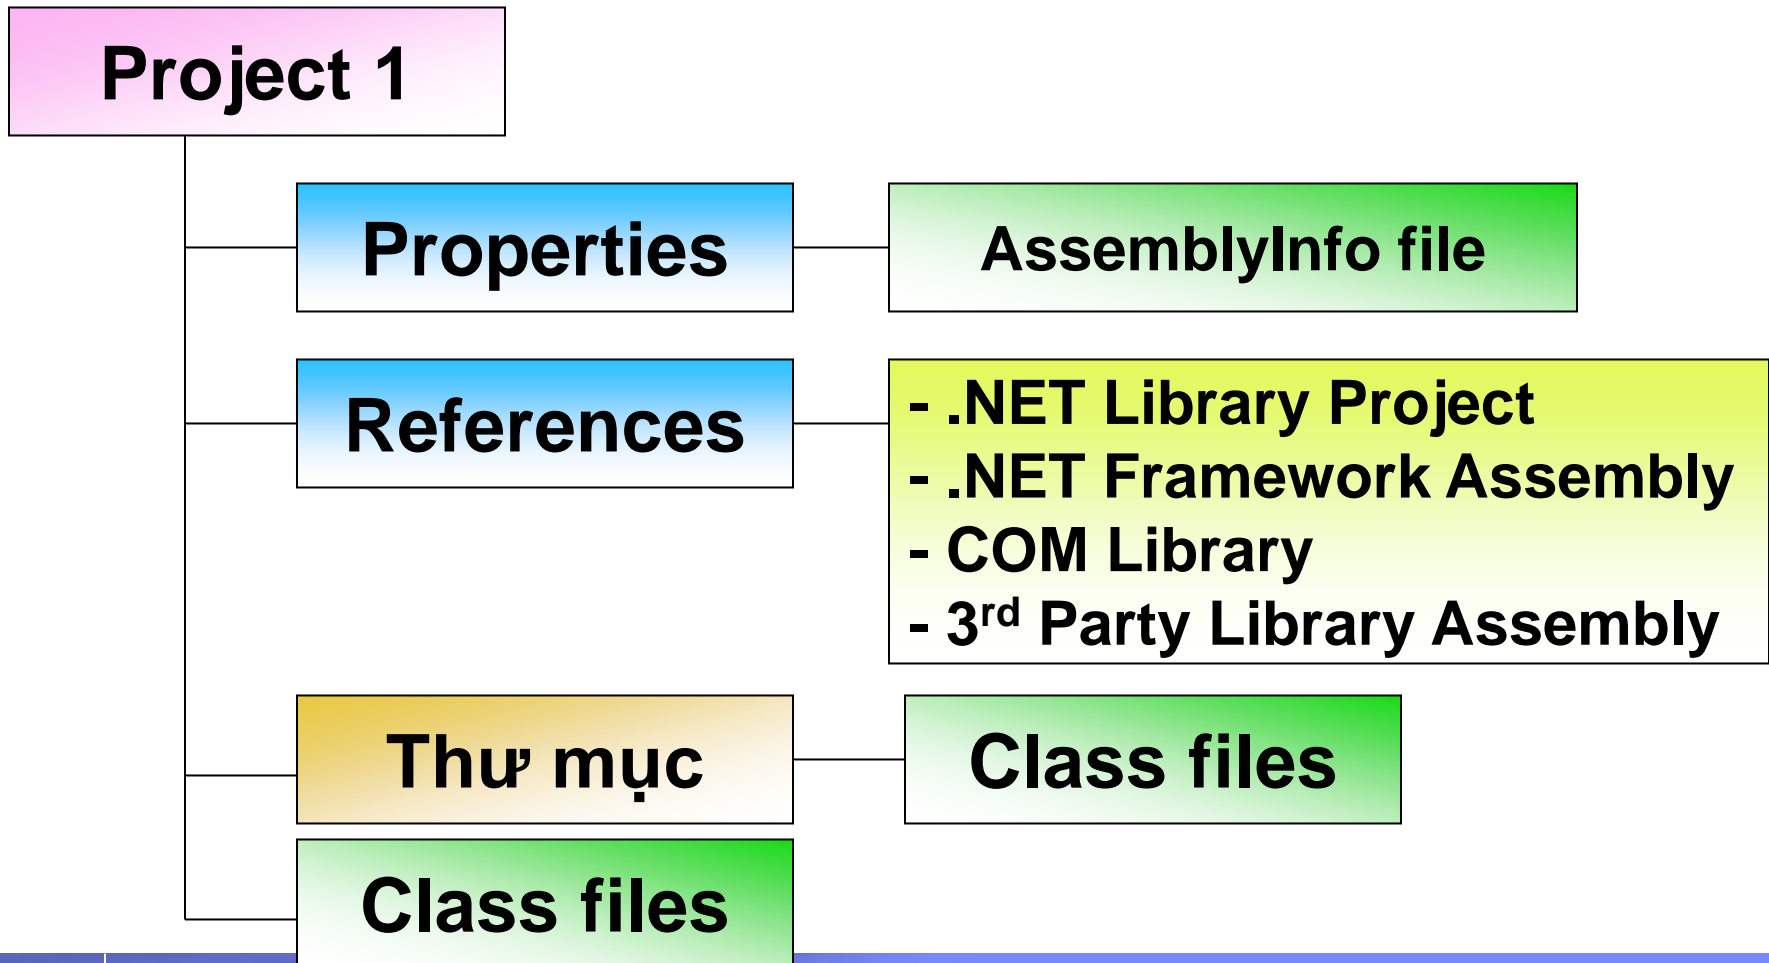 Project 1
Properties
AssemblyInfo file
References
- .NET Library Project
- .NET Framework Assembly
- COM Library
- 3rd Party Library Assembly
Thư mục
Class files
Class files